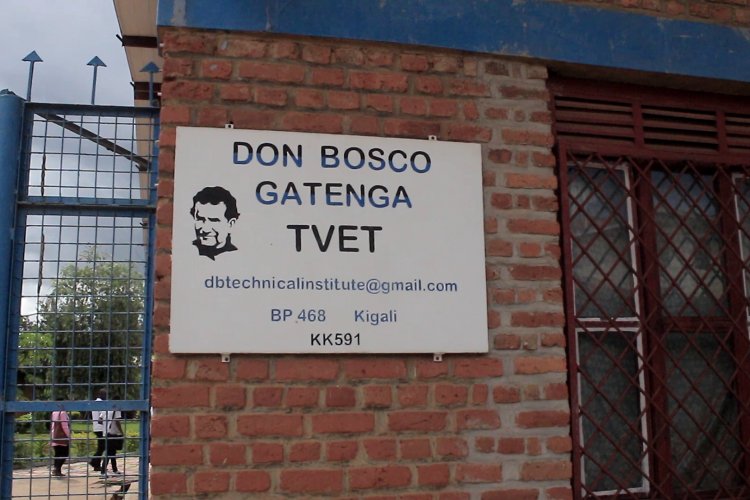 DON BOSCO
GATENGA
TVET
dbtechnicalinstitute@gmail.com
BP 468 Kigali
KK591